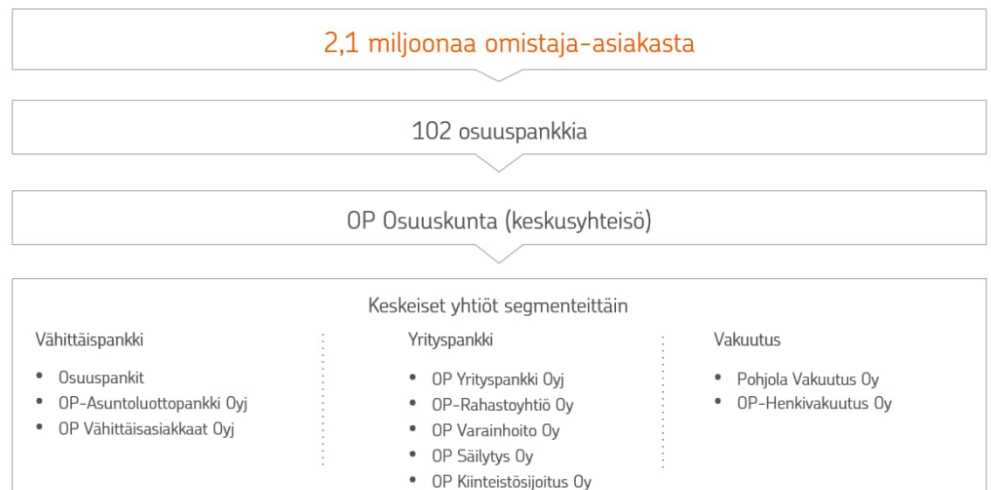 2,1 miljoonaa omistaja-asiakasta
102 osuuspankkia
OP Osuuskunta (keskusyhteisö)
Keskeiset yhtiöt segmenteittäin
Vähittäispankki
• Osuuspankit
• OP-Asuntoluottopankki Oyj
• OP Vähittäisasiakkaat Oyj
Yrityspankki
• OP Yrityspankki Oyj
• OP-Rahastoyhtiö Oy
• OP Varainhoito Oy
• OP Säilytys Oy
• OP Kiinteistösijoitus Oy
Vakuutus
• Pohjola Vakuutus Oy
• OP-Henkivakuutus Oy